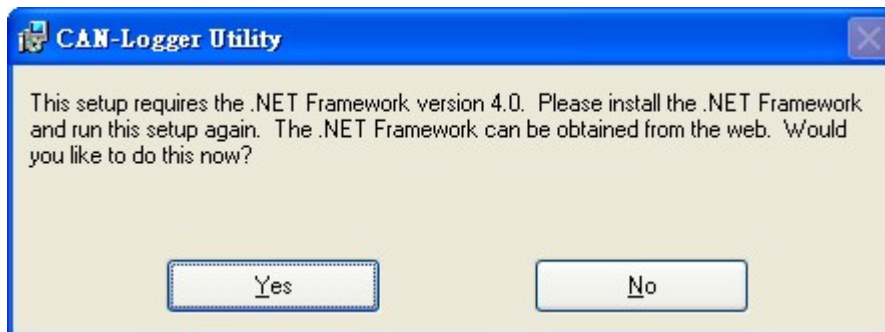 CAN-Logger Utility
This setup requires the .NET Framework version 4.0.  Please install the .NET Framework
and run this setup again.  The .NET Framework can be obtained from the web.  Would
you like to do this now?
Yes
No